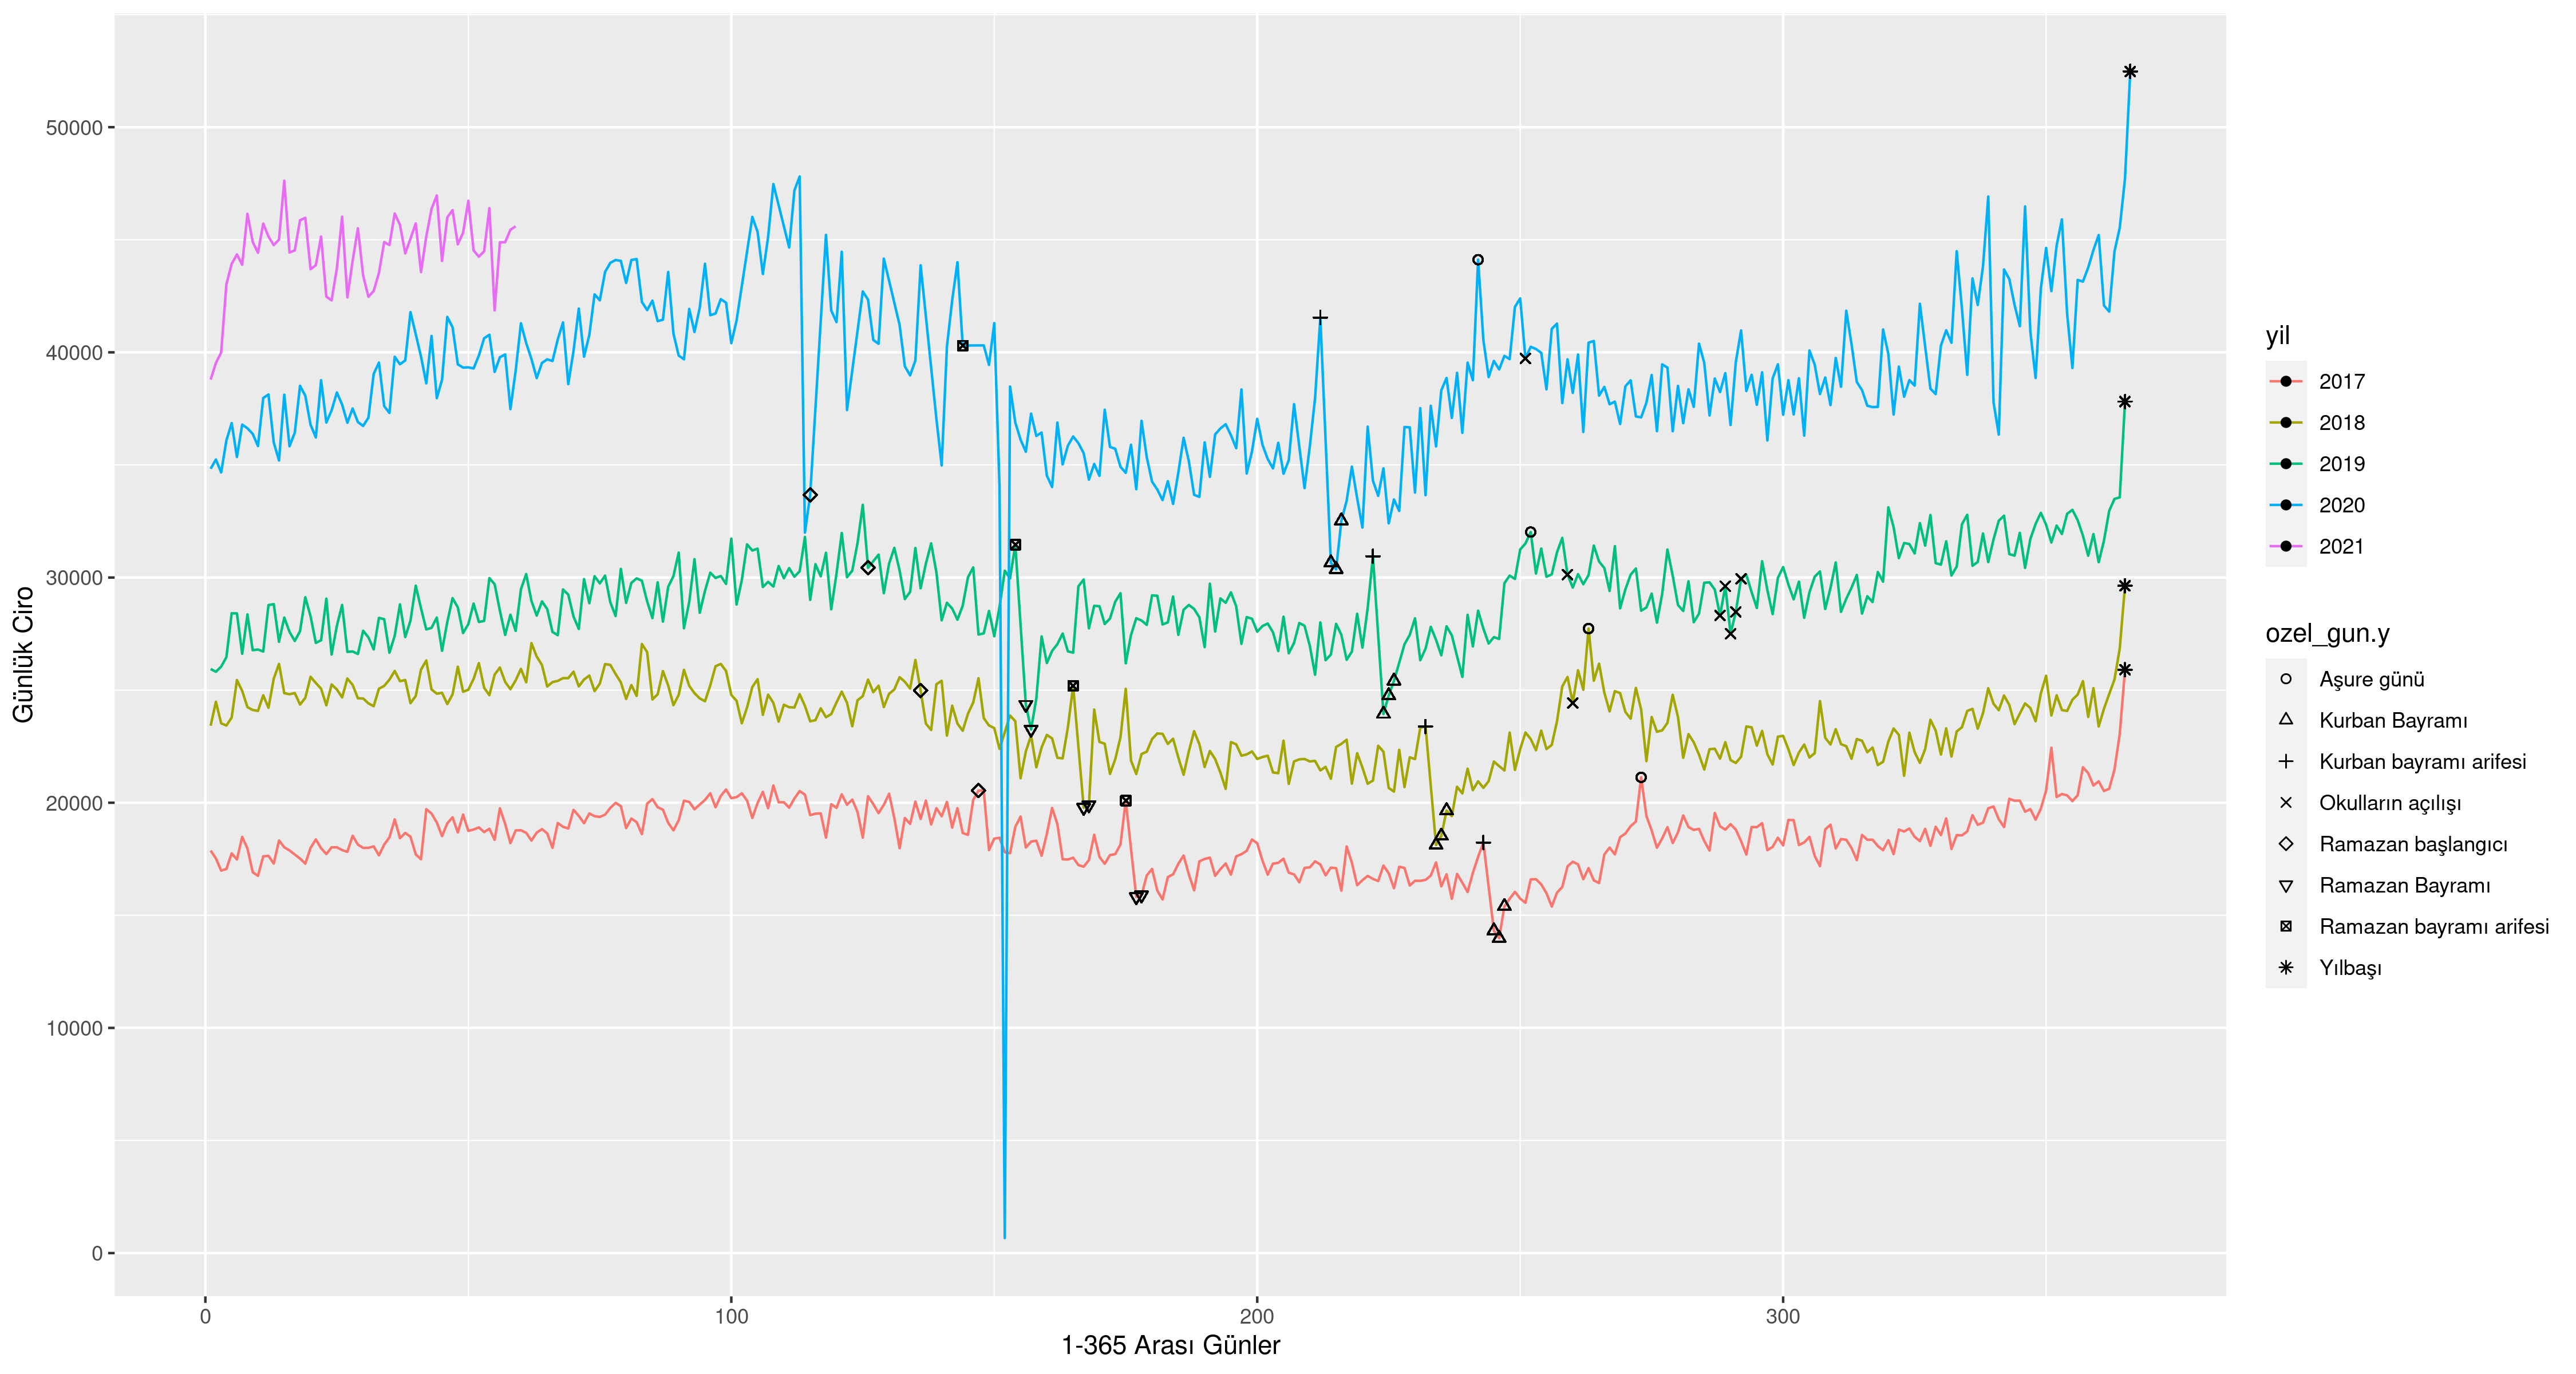 Günlük Ciro
50000
40000
30000
20000
10000
0
0
100
200
300
1-365 Arası Günler
yil
2017
2018
2019
2020
2021
ozel_gun.y
Aşure günü
Kurban Bayramı
Kurban bayramı arifesi
Okulların açılışı
Ramazan başlangıcı
Ramazan Bayramı
Ramazan bayramı arifesi
Yılbaşı